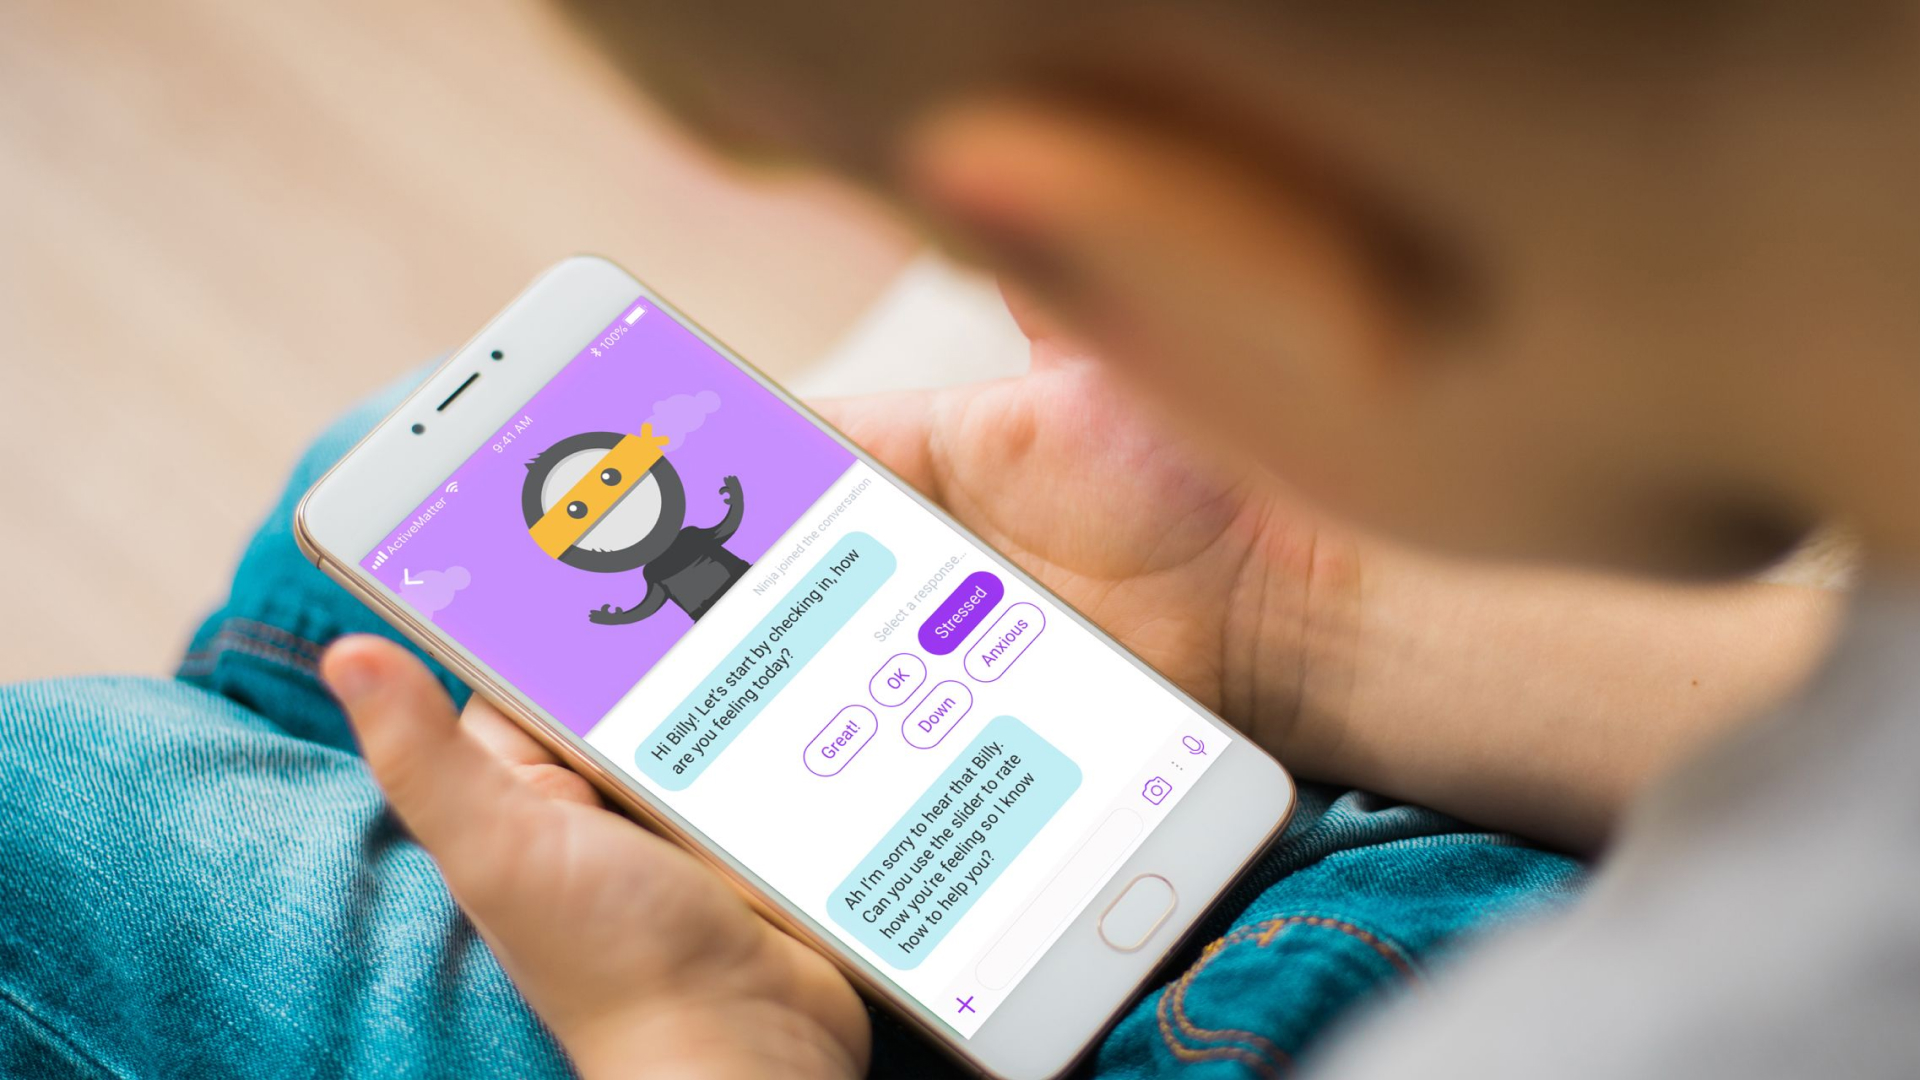 ActiveMatter
9:41 AM
100%
Ninja joined the conversation
Hi Billy! Let's start by checking in, how
are you feeling today?
Select a response...
Great!
OK
Stressed
Down
Anxious
Ah I'm sorry to hear that Billy.
Can you use the slider to rate
how you're feeling so I know
how to help you?